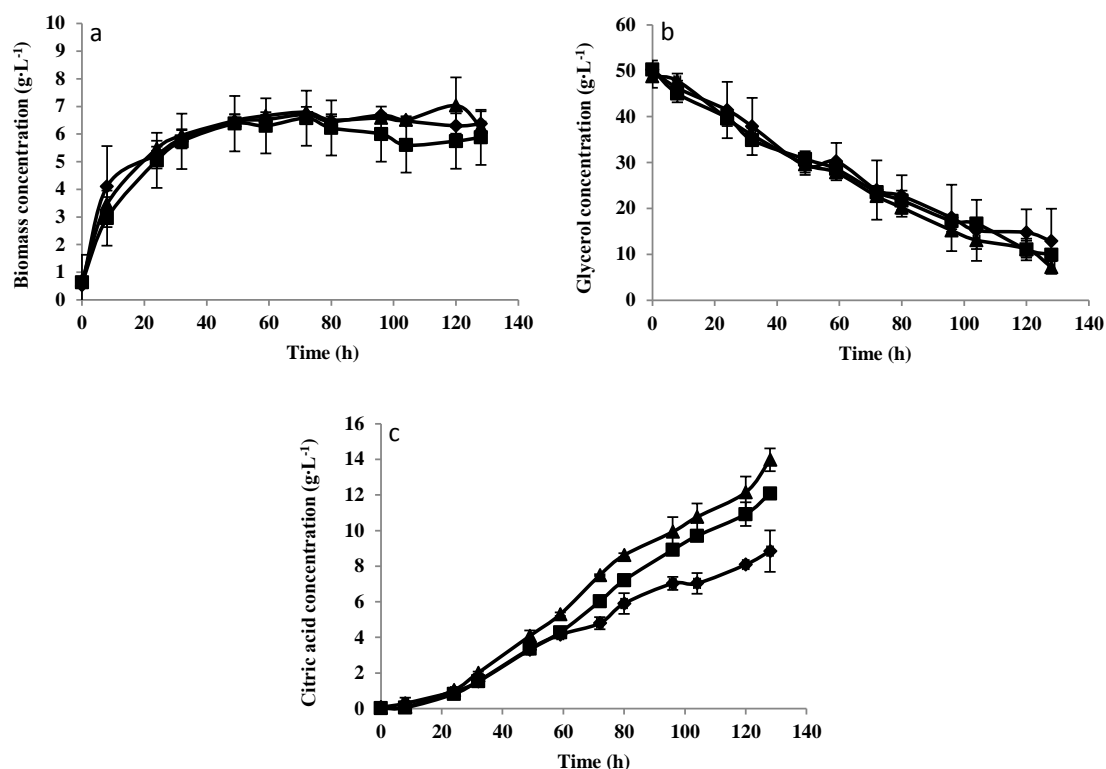 a
Biomass concentration (g·L⁻¹)
10
9
8
7
6
5
4
3
2
1
0
0 20 40 60 80 100 120 140
Time (h)
b
Glycerol concentration (g·L⁻¹)
60
50
40
30
20
10
0
0 20 40 60 80 100 120 140
Time (h)
c
Citric acid concentration (g·L⁻¹)
16
14
12
10
8
6
4
2
0
0 20 40 60 80 100 120 140
Time (h)